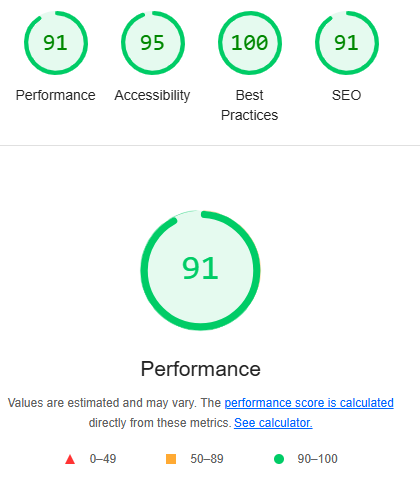 91 95 100 91
Performance Accessibility Best Practices SEO
91
Performance
Values are estimated and may vary. The performance score is calculated
directly from these metrics. See calculator.
0–49 50–89 90–100